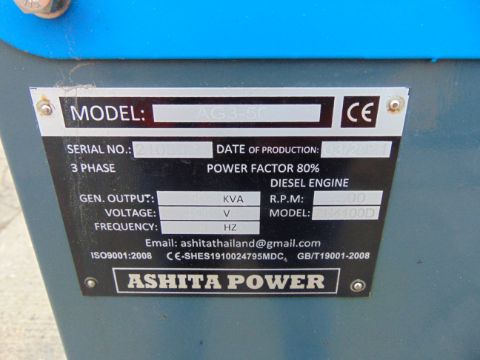 MODEL: CE
SERIAL NO.: DATE OF PRODUCTION:
3 PHASE POWER FACTOR 80%
DIESEL ENGINE
GEN. OUTPUT: KVA R.P.M:
VOLTAGE: V MODEL:
FREQUENCY: HZ
Email: ashitathailand@gmail.com
ISO9001:2008 CE-SHES1910024795MDC, GB/T19001-2008
ASHITA POWER